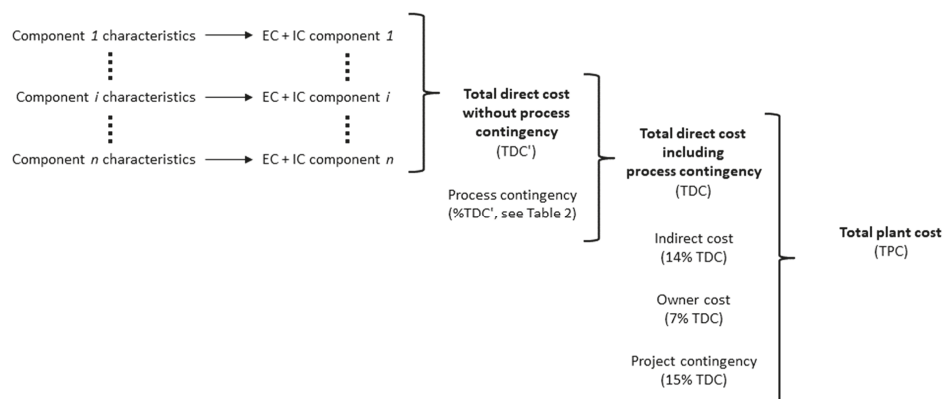 Component 1 characteristics
EC + IC component 1
Component i characteristics
EC + IC component i
Component n characteristics
EC + IC component n
Total direct cost
without process
contingency
(TDC')
Process contingency
(%TDC', see Table 2)
Total direct cost
including
process contingency
(TDC)
Indirect cost
(14% TDC)
Owner cost
(7% TDC)
Project contingency
(15% TDC)
Total plant cost
(TPC)